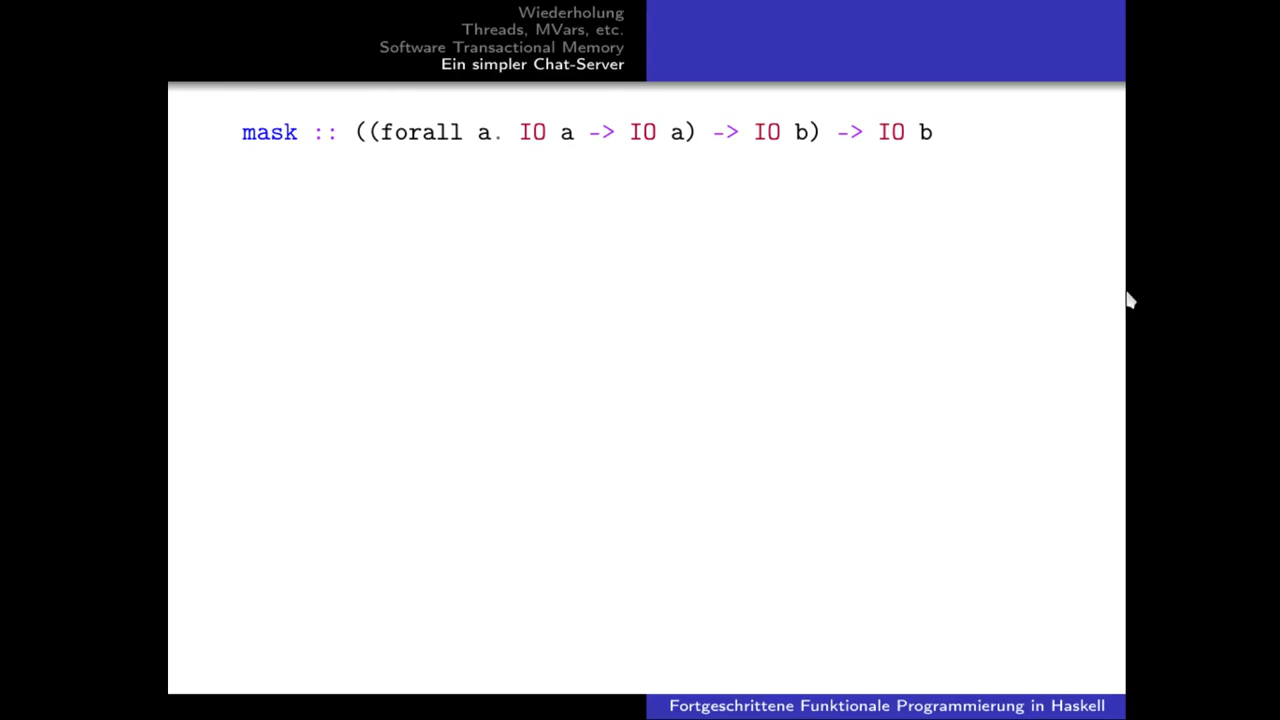 Wiederholung
Threads, MVars, etc.
Software Transactional Memory
Ein simpler Chat-Server
mask :: ((forall a. IO a -> IO a) -> IO b) -> IO b
Fortgeschrittene Funktionale Programmierung in Haskell